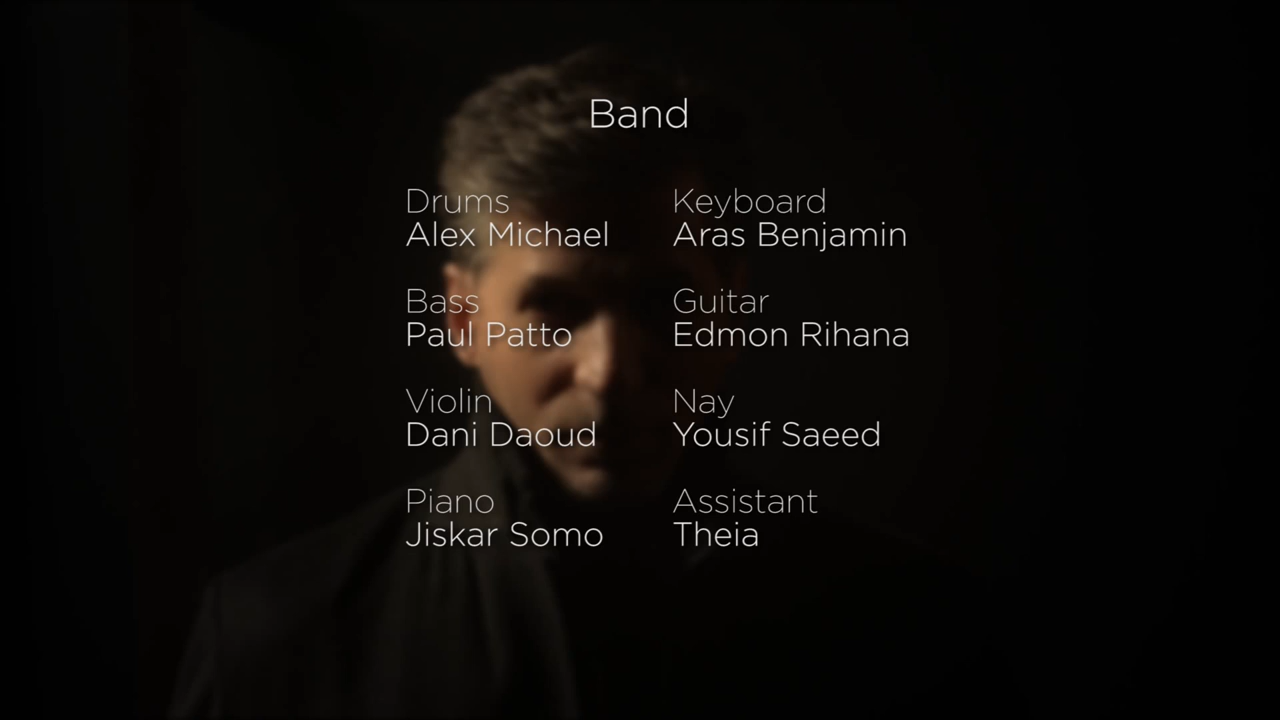 Band
Drums
Alex Michael
Keyboard
Aras Benjamin
Bass
Paul Patto
Guitar
Edmon Rihana
Violin
Dani Daoud
Nay
Yousif Saeed
Piano
Jiskar Somo
Assistant
Theia